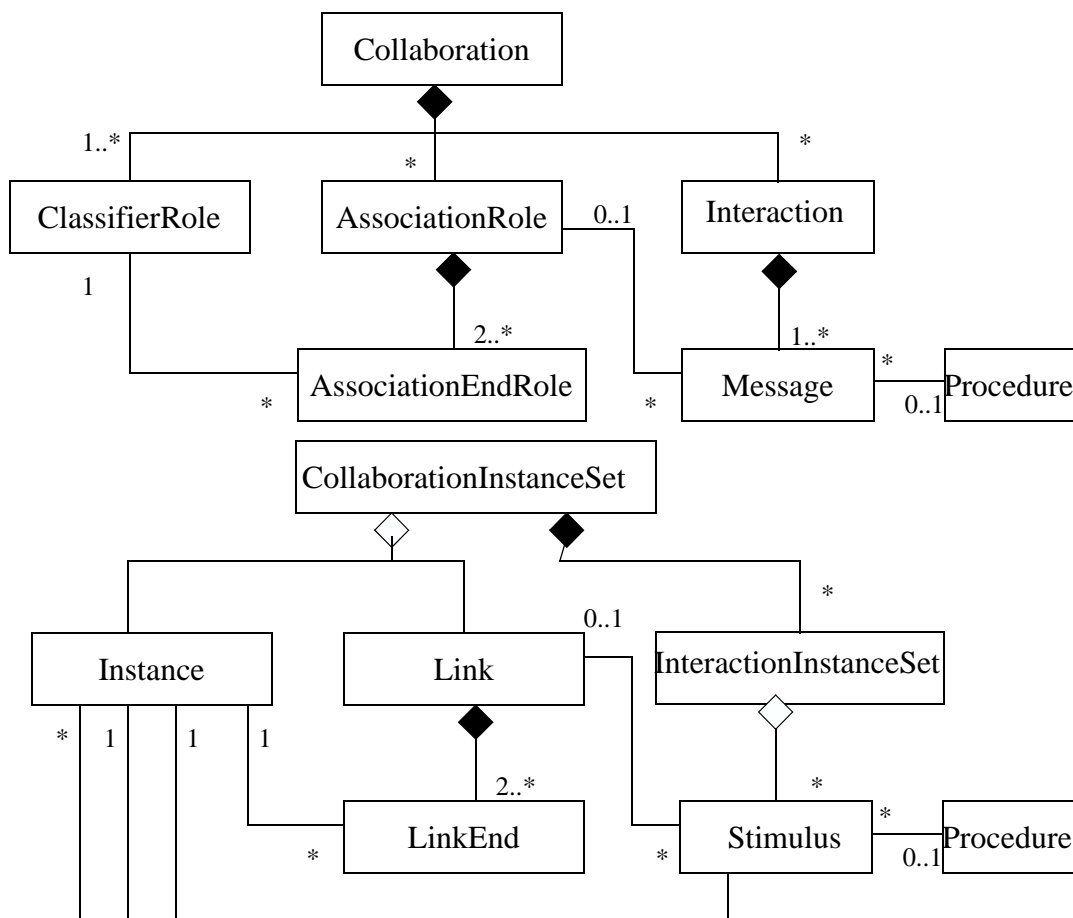 Collaboration
1..*
*
*
ClassifierRole
AssociationRole
0..1
Interaction
1
2..*
1..*
*
AssociationEndRole
*
*
Message
0..1
Procedure
CollaborationInstanceSet
*
0..1
Instance
Link
InteractionInstanceSet
*
1
1
1
2..*
*
*
LinkEnd
*
*
Stimulus
0..1
Procedure